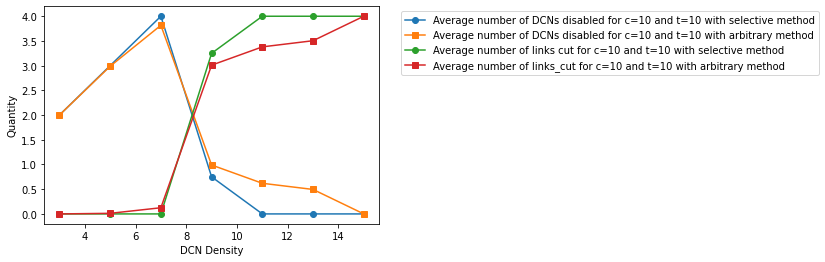 4.0
3.5
3.0
2.5
2.0
1.5
1.0
0.5
0.0
Quantity
4 6 8 10 12 14
DCN Density
Average number of DCNs disabled for c=10 and t=10 with selective method
Average number of DCNs disabled for c=10 and t=10 with arbitrary method
Average number of links cut for c=10 and t=10 with selective method
Average number of links_cut for c=10 and t=10 with arbitrary method